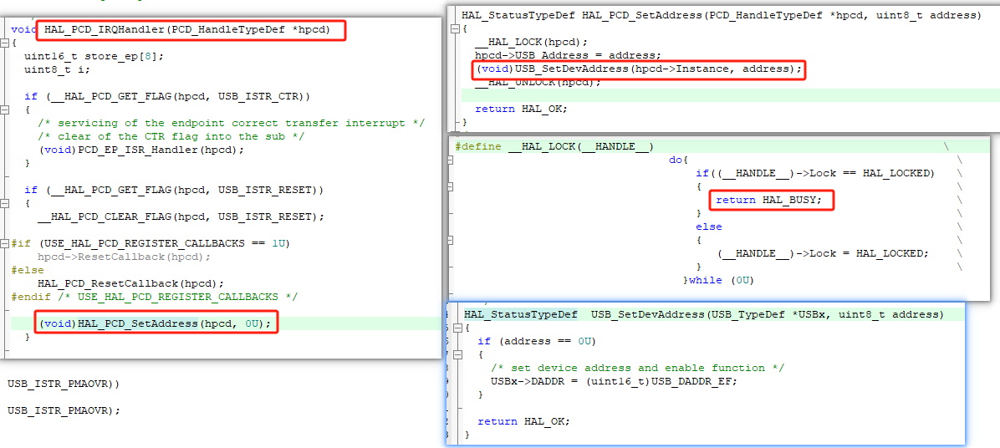 void HAL_PCD_IRQHandler(PCD_HandleTypeDef *hpcd)
{
uint16_t store_ep[8];
uint8_t i;
if (__HAL_PCD_GET_FLAG(hpcd, USB_ISTR_CTR))
{
/* servicing of the endpoint correct transfer interrupt */
/* clear of the CTR flag into the sub */
(void)PCD_EP_ISR_Handler(hpcd);
}
if (__HAL_PCD_GET_FLAG(hpcd, USB_ISTR_RESET))
{
__HAL_PCD_CLEAR_FLAG(hpcd, USB_ISTR_RESET);
#if (USE_HAL_PCD_REGISTER_CALLBACKS == 1U)
hpcd->ResetCallback(hpcd);
#else
HAL_PCD_ResetCallback(hpcd);
#endif /* USE_HAL_PCD_REGISTER_CALLBACKS */
(void)HAL_PCD_SetAddress(hpcd, 0U);
}
USB_ISTR_PMAOVR))
USB_ISTR_PMAOVR);
HAL_StatusTypeDef HAL_PCD_SetAddress(PCD_HandleTypeDef *hpcd, uint8_t address)
{
__HAL_LOCK(hpcd);
hpcd->USB_Address = address;
(void)USB_SetDevAddress(hpcd->Instance, address);
__HAL_UNLOCK(hpcd);
return HAL_OK;
}
#define __HAL_LOCK(__HANDLE__) \
do{ \
if((__HANDLE__)->Lock == HAL_LOCKED) \
{ \
return HAL_BUSY; \
} \
else \
{ \
(__HANDLE__)->Lock = HAL_LOCKED; \
} \
}while (0U)
HAL_StatusTypeDef USB_SetDevAddress(USB_TypeDef *USBx, uint8_t address)
{
if (address == 0U)
{
/* set device address and enable function */
USBx->DADDR = (uint16_t)USB_DADDR_EF;
}
return HAL_OK;
}